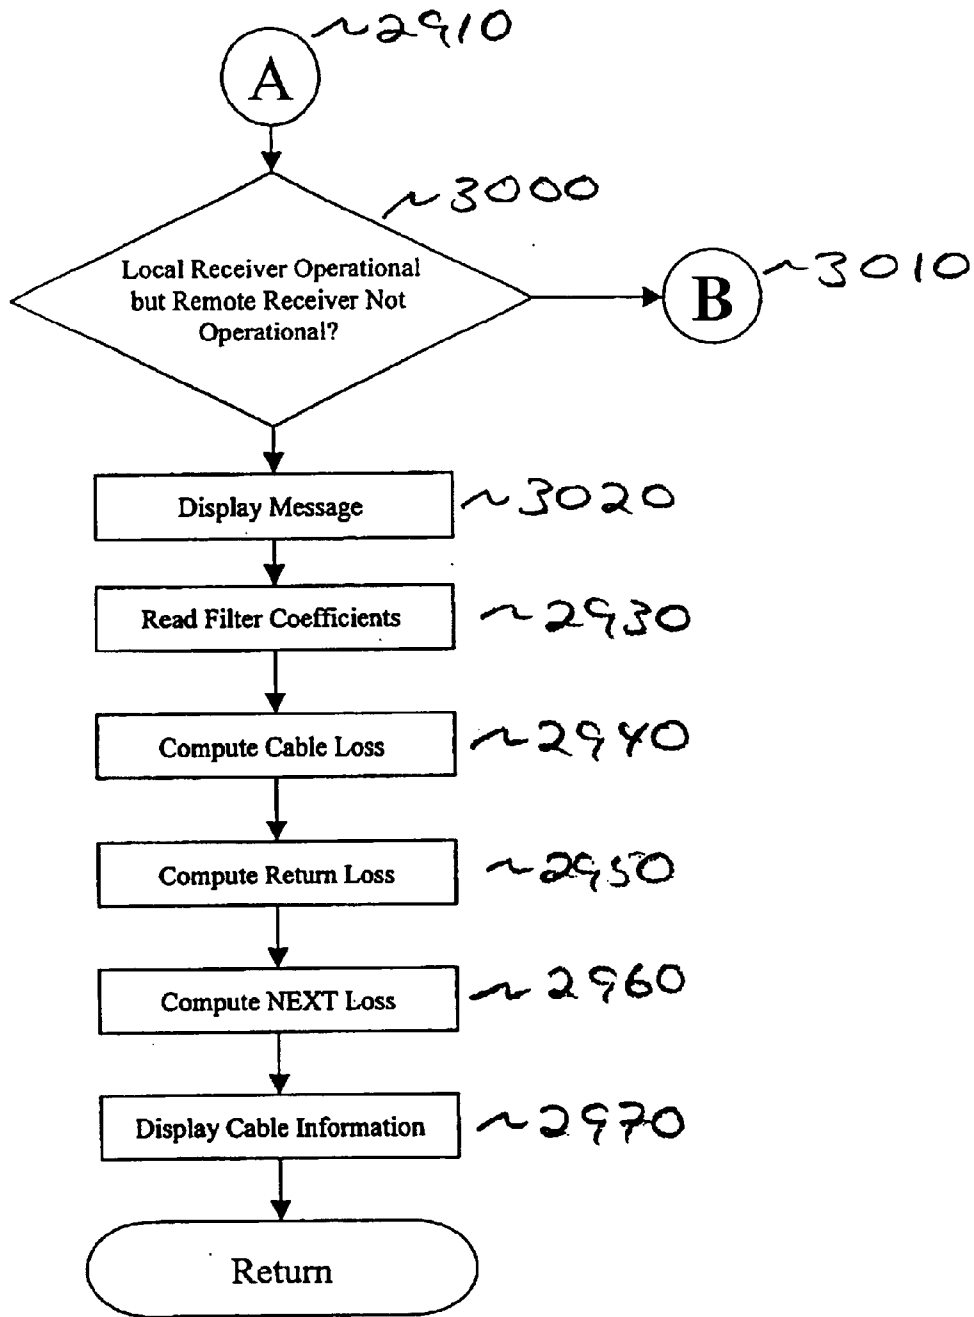 ~2910
A
~3000
Local Receiver Operational
but Remote Receiver Not
Operational?
B
~3010
Display Message
~3020
Read Filter Coefficients
~2930
Compute Cable Loss
~2940
Compute Return Loss
~2950
Compute NEXT Loss
~2960
Display Cable Information
~2970
Return